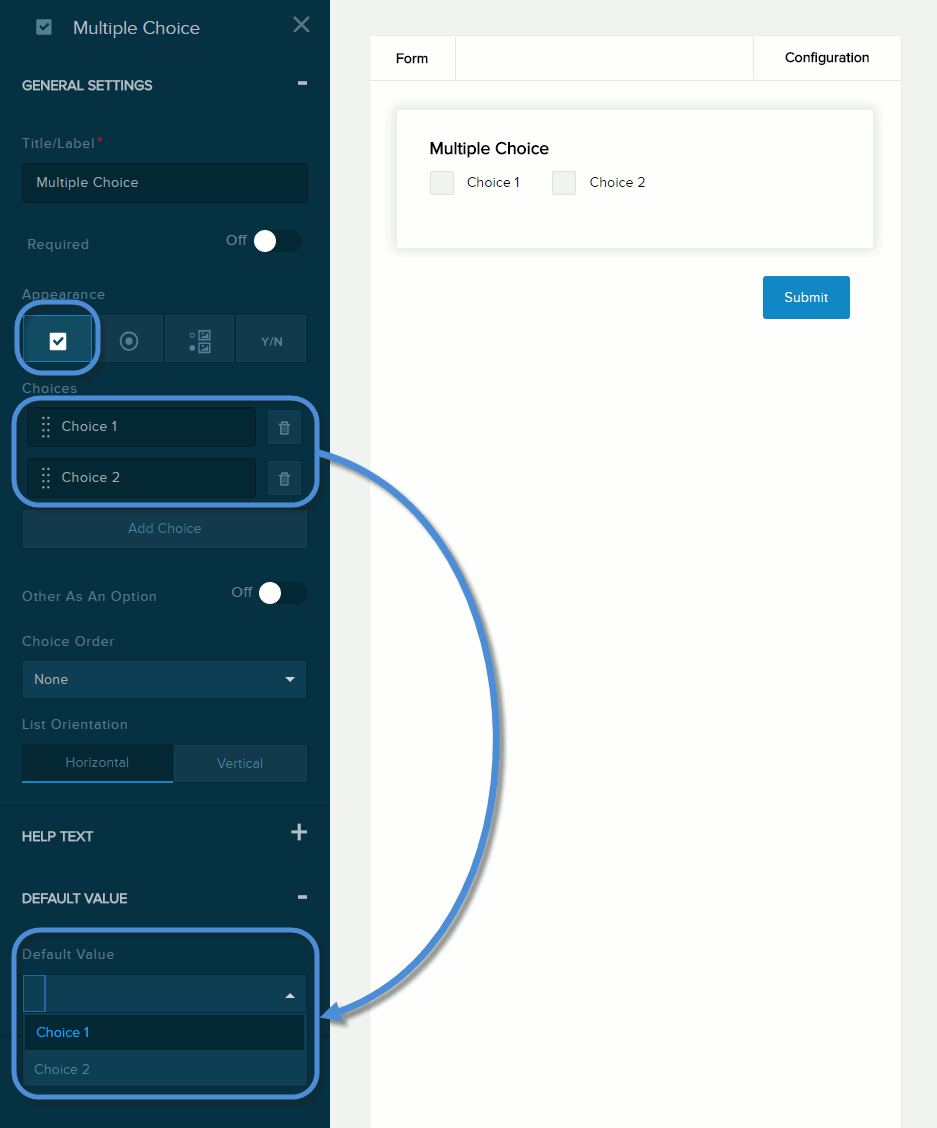 Multiple Choice
GENERAL SETTINGS
Title/Label*
Multiple Choice
Required Off
Appearance
Y/N
Choices
Choice 1
Choice 2
Add Choice
Other As An Option Off
Choice Order
None
List Orientation
Horizontal Vertical
HELP TEXT
DEFAULT VALUE
Default Value
Choice 1
Choice 2
Form Configuration
Multiple Choice
Choice 1 Choice 2
Submit